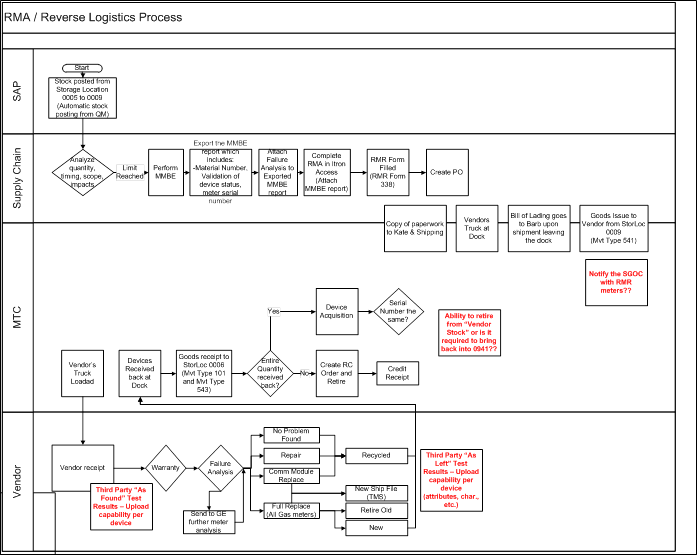 RMA / Reverse Logistics Process
SAP
Start
Stock posted from
Storage Location
0005 to 0009
(Automatic stock
posting from QM)
Supply Chain
Analyze
quantity,
timing, scope,
impacts
Limit
Reached
Perform
MMBE
Export the MMBE
report which
includes:
-Material Number,
Validation of
device status,
meter serial
number
Attach
Failure
Analysis to
Exported
MMBE
report
Complete
RMA in Itron
Access
(Attach
MMBE report)
RMR Form
Filled
(RMR Form
338)
Create PO
MTC
Copy of paperwork
to Kate & Shipping
Vendors
Truck at
Dock
Bill of Lading goes
to Barb upon
shipment leaving
the dock
Goods Issue to
Vendor from StorLoc
0009
(Mvt Type 541)
Notify the SGOC
with RMR
meters??
Yes
Device
Acquisition
Serial
Number the
same?
Ability to retire
from "Vendor
Stock" or is it
required to bring
back into 0941??
Vendor's
Truck
Loadad
Devices
Received
back at
Dock
Goods receipt to
StorLoc 0006
(Mvt Type 101
and Mvt Type
543)
Entire
Quantity
received
back?
No
Create RC
Order and
Retire
Credit
Receipt
Vendor
Vendor receipt
Warranty
Failure
Analysis
No Problem
Found
Repair
Comm Module
Replace
Full Replace
(All Gas meters)
Recycled
New Ship File
(TMS)
Retire Old
New
Send to GE
further meter
analysis
Third Party "As
Found" Test
Results – Upload
capability per
device
Third Party "As
Left" Test
Results – Upload
capability per
device
(attributes, char.,
etc.)